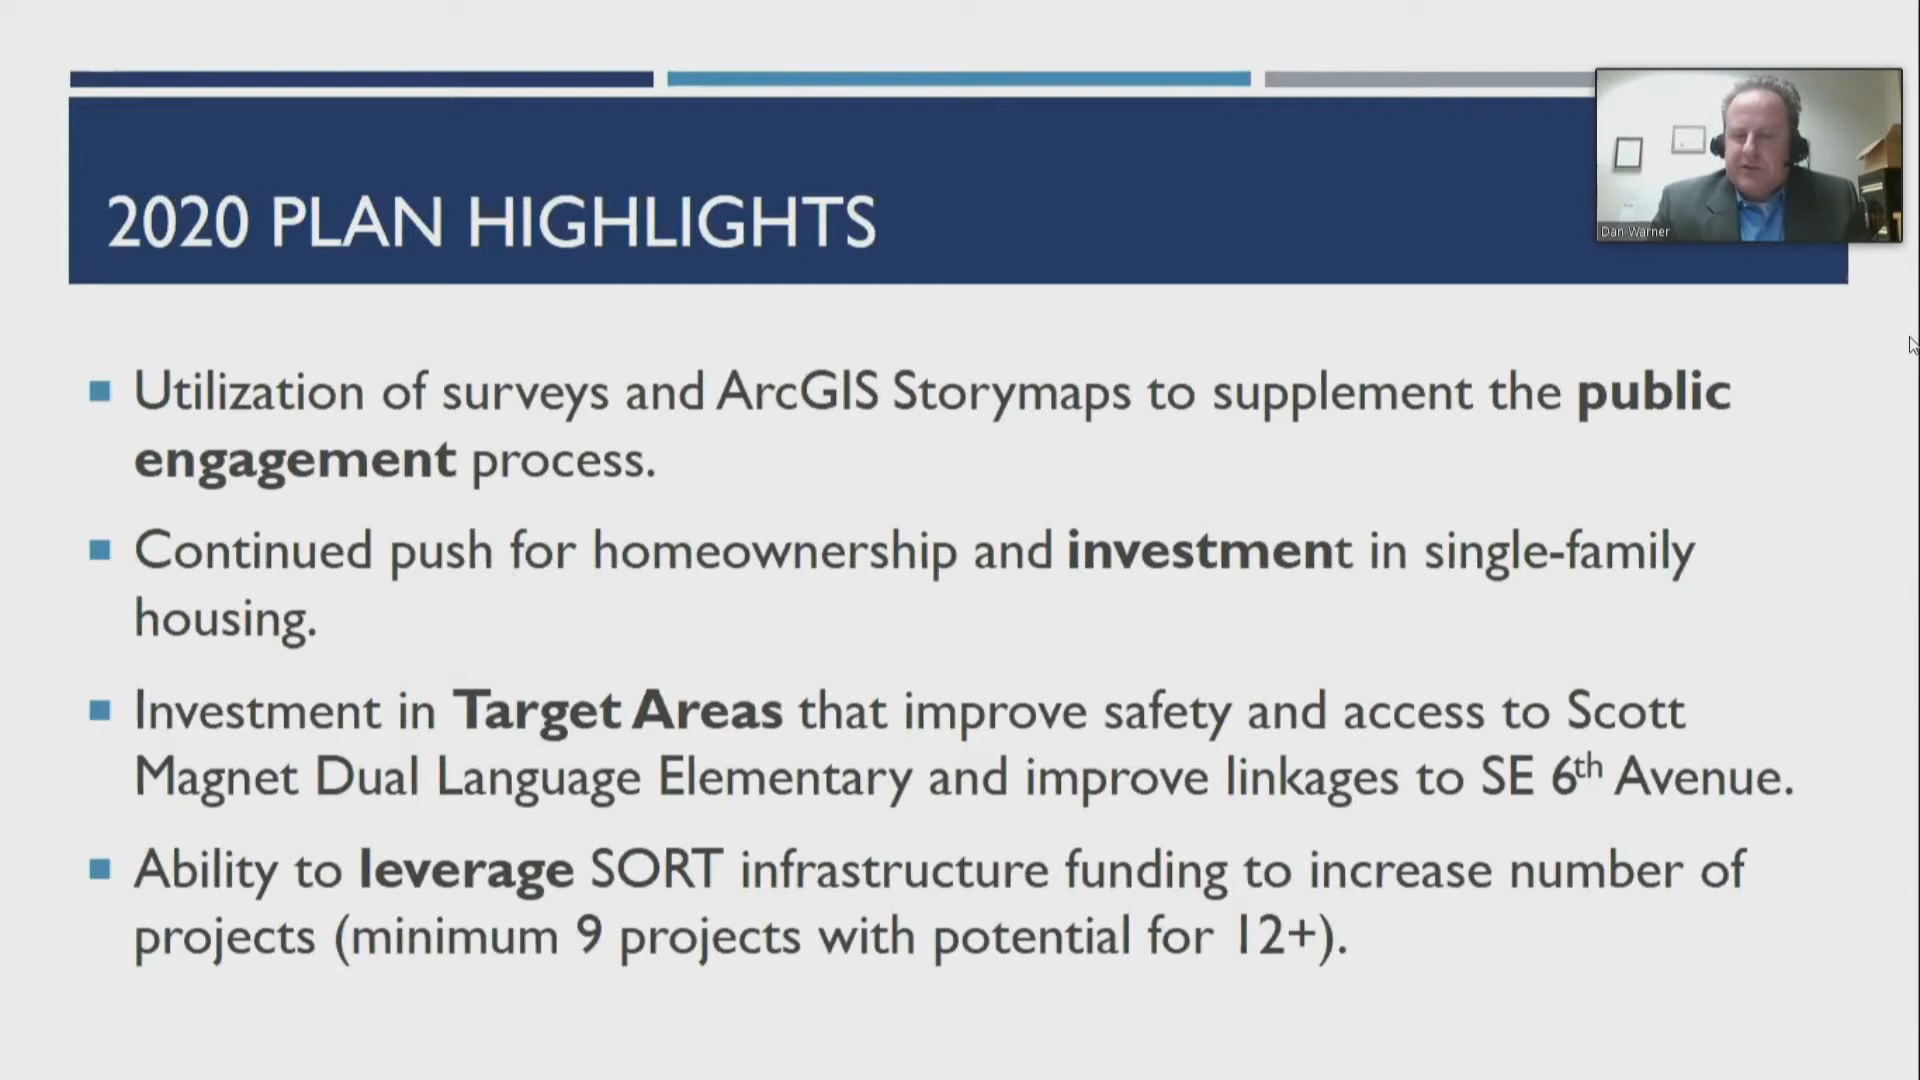 2020 PLAN HIGHLIGHTS
Dan Warner
Utilization of surveys and ArcGIS Storymaps to supplement the public
engagement process.
Continued push for homeownership and investment in single-family
housing.
Investment in Target Areas that improve safety and access to Scott
Magnet Dual Language Elementary and improve linkages to SE 6th Avenue.
Ability to leverage SORT infrastructure funding to increase number of
projects (minimum 9 projects with potential for 12+).